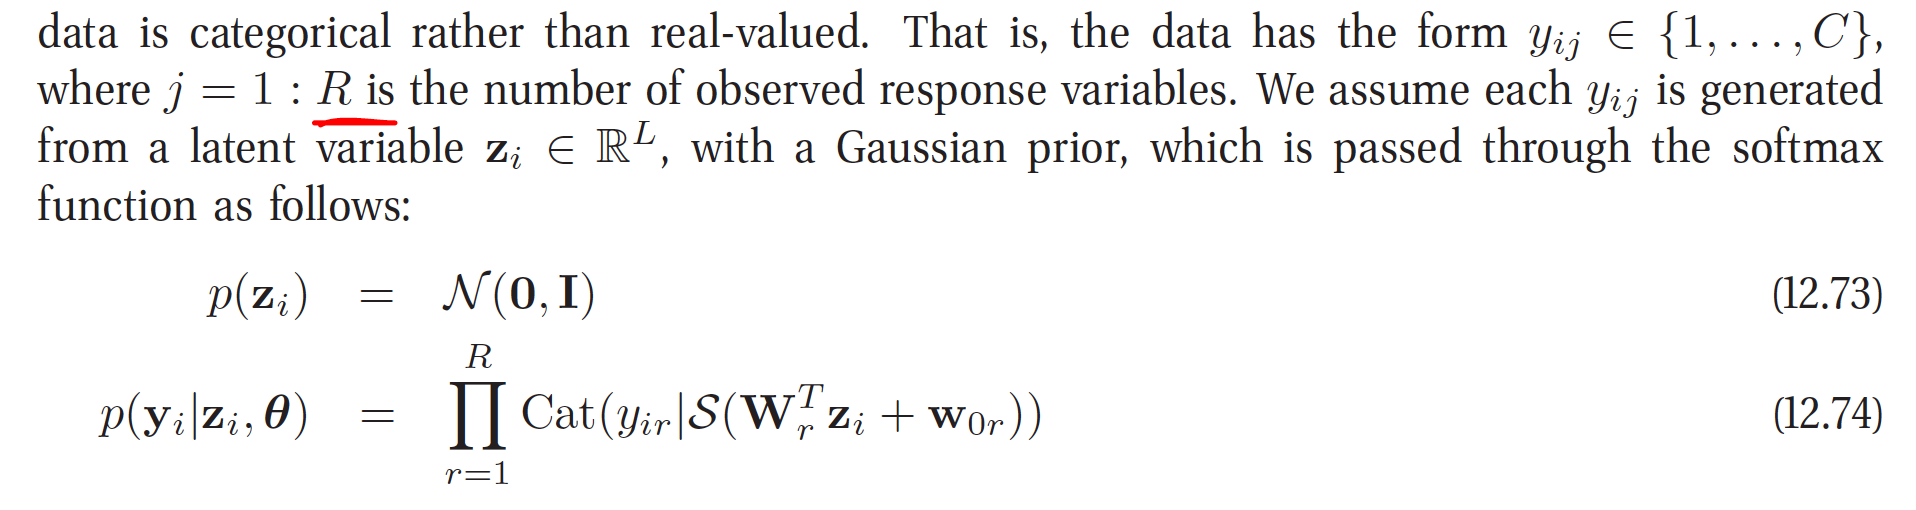 data is categorical rather than real-valued. That is, the data has the form $y_{ij} \in \{1, \ldots, C\}$,
where $j = 1 : R$ is the number of observed response variables. We assume each $y_{ij}$ is generated
from a latent variable $\mathbf{z}_i \in \mathbb{R}^L$, with a Gaussian prior, which is passed through the softmax
function as follows:
$p(\mathbf{z}_i) = \mathcal{N}(\mathbf{0}, \mathbf{I})$ (12.73)
$p(\mathbf{y}_i|\mathbf{z}_i, \boldsymbol{\theta}) = \prod_{r=1}^{R} \text{Cat}(y_{ir}|\mathcal{S}(\mathbf{W}_r^T \mathbf{z}_i + \mathbf{w}_{0r}))$ (12.74)